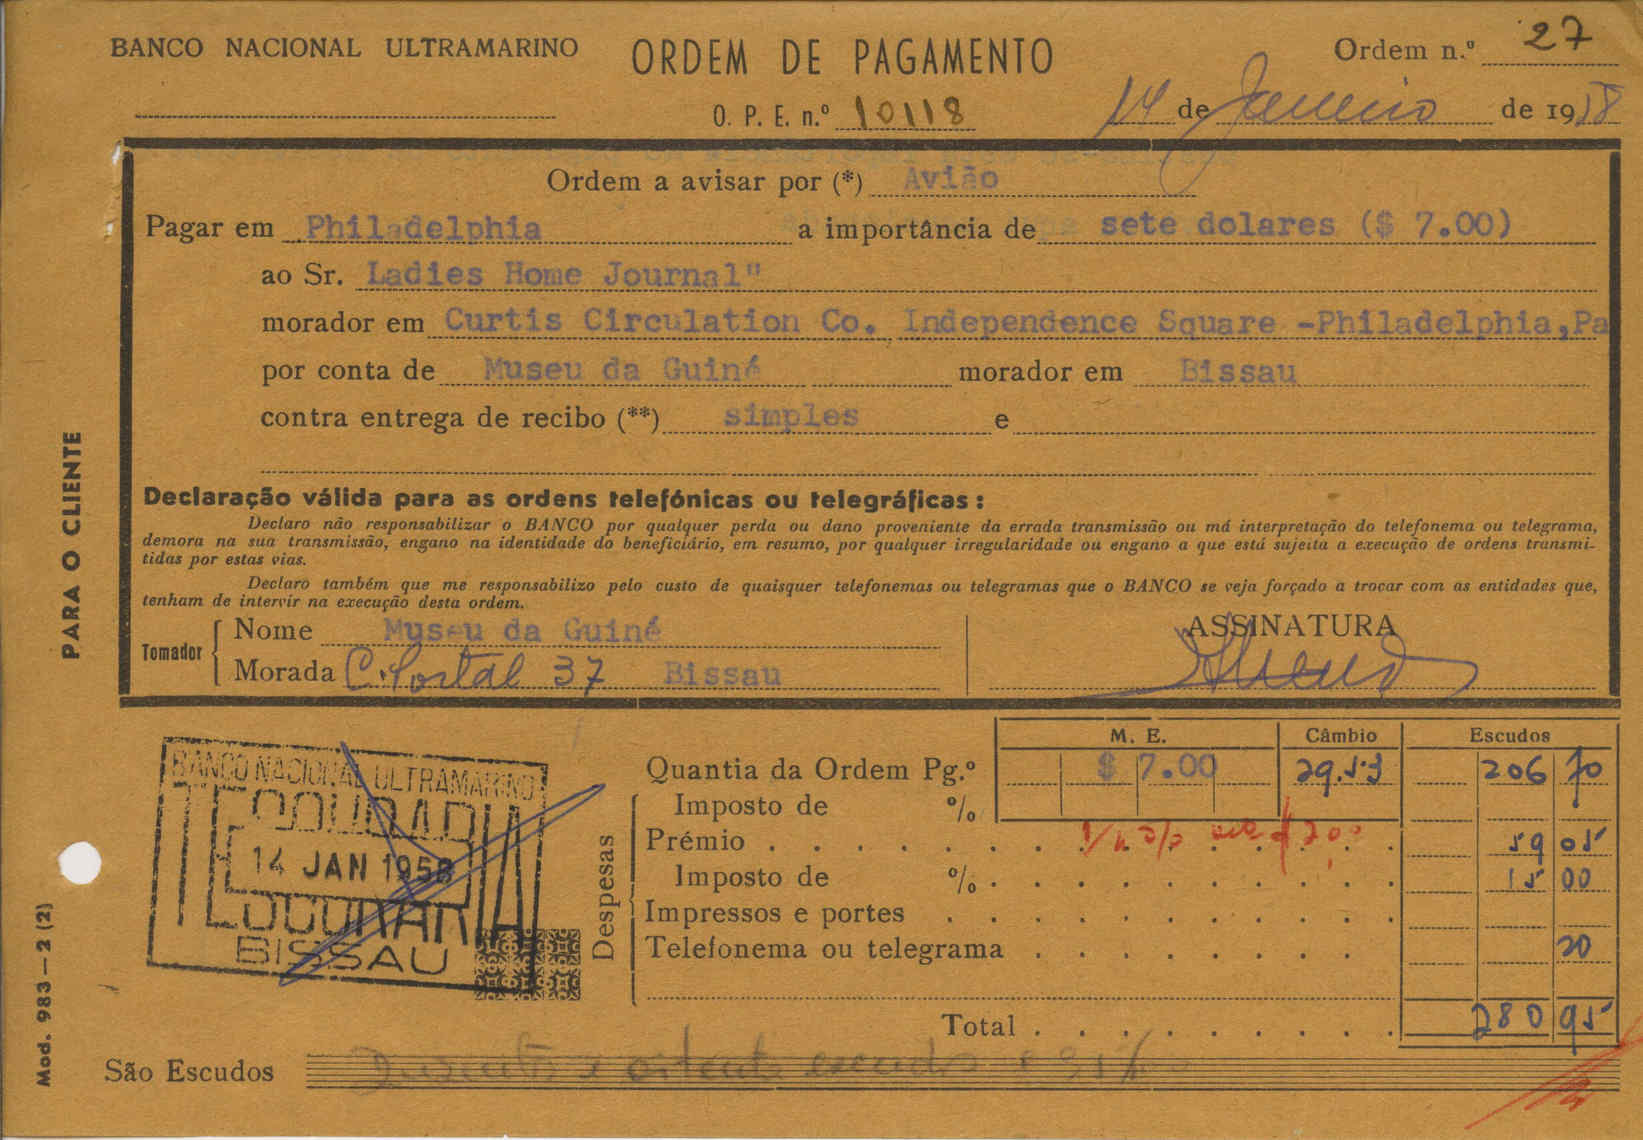 BANCO NACIONAL ULTRAMARINO
ORDEM DE PAGAMENTO
Ordem n.º 27
O. P. E. n.º 10118
14 de Janeiro de 1958
Ordem a avisar por (*) Avião
Pagar em Philadelphia a importância de sete dolares ($ 7.00)
ao Sr. Ladies Home Journal"
morador em Curtis Circulation Co. Independence Square -Philadelphia,Pa
por conta de Museu da Guiné morador em Bissau
contra entrega de recibo (**) simples e
Declaração válida para as ordens telefónicas ou telegráficas:
Declaro não responsabilizar o BANCO por qualquer perda ou dano proveniente da errada transmissão ou má interpretação do telefonema ou telegrama,
demora na sua transmissão, engano na identidade do beneficiário, em resumo, por qualquer irregularidade ou engano a que está sujeita a execução de ordens transmi-
tidas por estas vias.
Declaro também que me responsabilizo pelo custo de quaisquer telefonemas ou telegramas que o BANCO se veja forçado a trocar com as entidades que,
tenham de intervir na execução desta ordem.
Tomador
Nome Museu da Guiné
Morada C. Postal 37 Bissau
ASSINATURA
PARA O CLIENTE
Mod. 983—2 (2)
BANCO NACIONAL ULTRAMARINO
TESOURARIA
14 JAN 1958
TESOURARIA
BISSAU
M. E. Câmbio Escudos
Quantia da Ordem Pg.º $ 7.00 29.53 206 70
Imposto de %
Despesas
Prémio 59 05
Imposto de % 15 00
Impressos e portes
Telefonema ou telegrama 20
Total 280 95
São Escudos Duzentos e oitenta escudos e 95/100